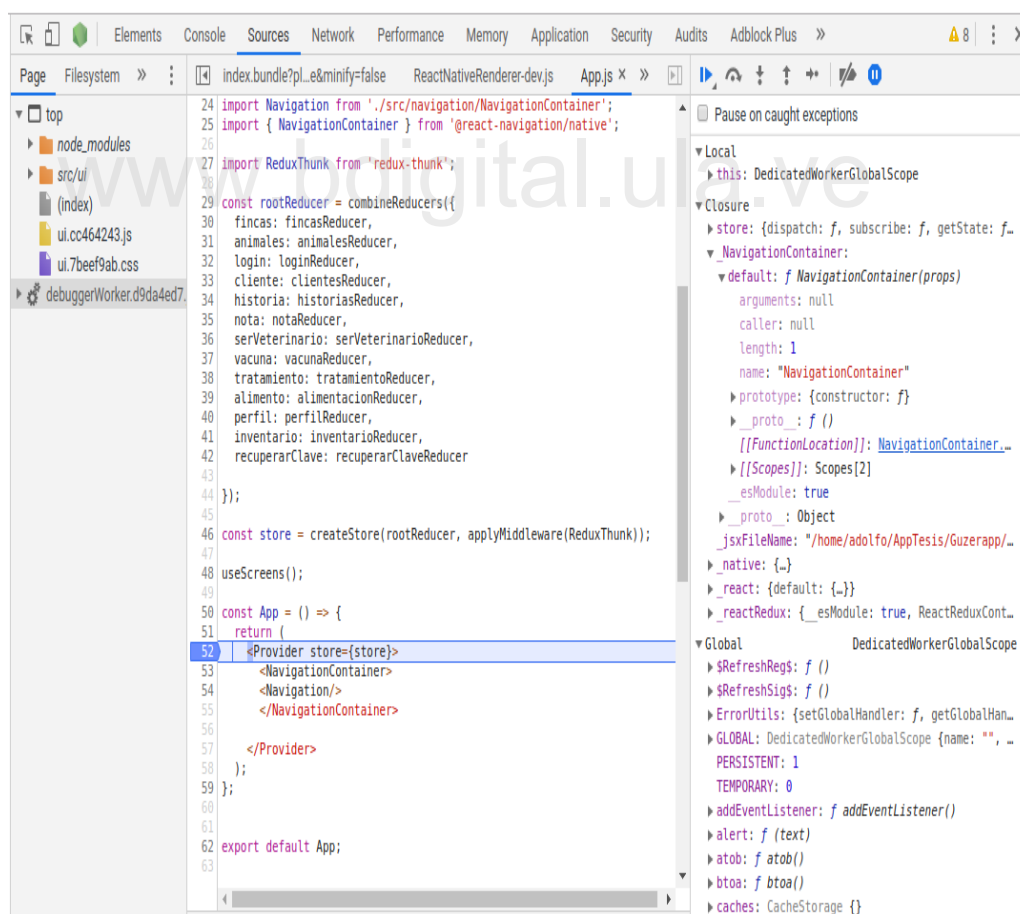 Elements Console Sources Network Performance Memory Application Security Audits Adblock Plus » 8
Page Filesystem »
index.bundle?pl…e&minify=false ReactNativeRenderer-dev.js App.js × »
top
node_modules
src/ui
(index)
ui.cc464243.js
ui.7beef9ab.css
debuggerWorker.d9da4ed7.
24 import Navigation from './src/navigation/NavigationContainer';
25 import { NavigationContainer } from '@react-navigation/native';
26
27 import ReduxThunk from 'redux-thunk';
28
29 const rootReducer = combineReducers({
30 fincas: fincasReducer,
31 animales: animalesReducer,
32 login: loginReducer,
33 cliente: clientesReducer,
34 historia: historiasReducer,
35 nota: notaReducer,
36 serVeterinario: serVeterinarioReducer,
37 vacuna: vacunaReducer,
38 tratamiento: tratamientoReducer,
39 alimento: alimentacionReducer,
40 perfil: perfilReducer,
41 inventario: inventarioReducer,
42 recuperarClave: recuperarClaveReducer
43
44 });
45
46 const store = createStore(rootReducer, applyMiddleware(ReduxThunk));
47
48 useScreens();
49
50 const App = () => {
51 return (
52 <Provider store={store}>
53 <NavigationContainer>
54 <Navigation/>
55 </NavigationContainer>
56
57 </Provider>
58 );
59 };
60
61
62 export default App;
63
Pause on caught exceptions
Local
this: DedicatedWorkerGlobalScope
Closure
store: {dispatch: ƒ, subscribe: ƒ, getState: ƒ…
_NavigationContainer:
default: ƒ NavigationContainer(props)
arguments: null
caller: null
length: 1
name: "NavigationContainer"
prototype: {constructor: ƒ}
__proto__: ƒ ()
[[FunctionLocation]]: NavigationContainer.…
[[Scopes]]: Scopes[2]
__esModule: true
__proto__: Object
_jsxFileName: "/home/adolfo/AppTesis/Guzerapp/…
_native: {…}
_react: {default: {…}}
_reactRedux: {__esModule: true, ReactReduxCont…
Global DedicatedWorkerGlobalScope
$RefreshReg$: ƒ ()
$RefreshSig$: ƒ ()
ErrorUtils: {setGlobalHandler: ƒ, getGlobalHan…
GLOBAL: DedicatedWorkerGlobalScope {name: "", …
PERSISTENT: 1
TEMPORARY: 0
addEventListener: ƒ addEventListener()
alert: ƒ (text)
atob: ƒ atob()
btoa: ƒ btoa()
caches: CacheStorage {}
www.bdigital.ula.ve